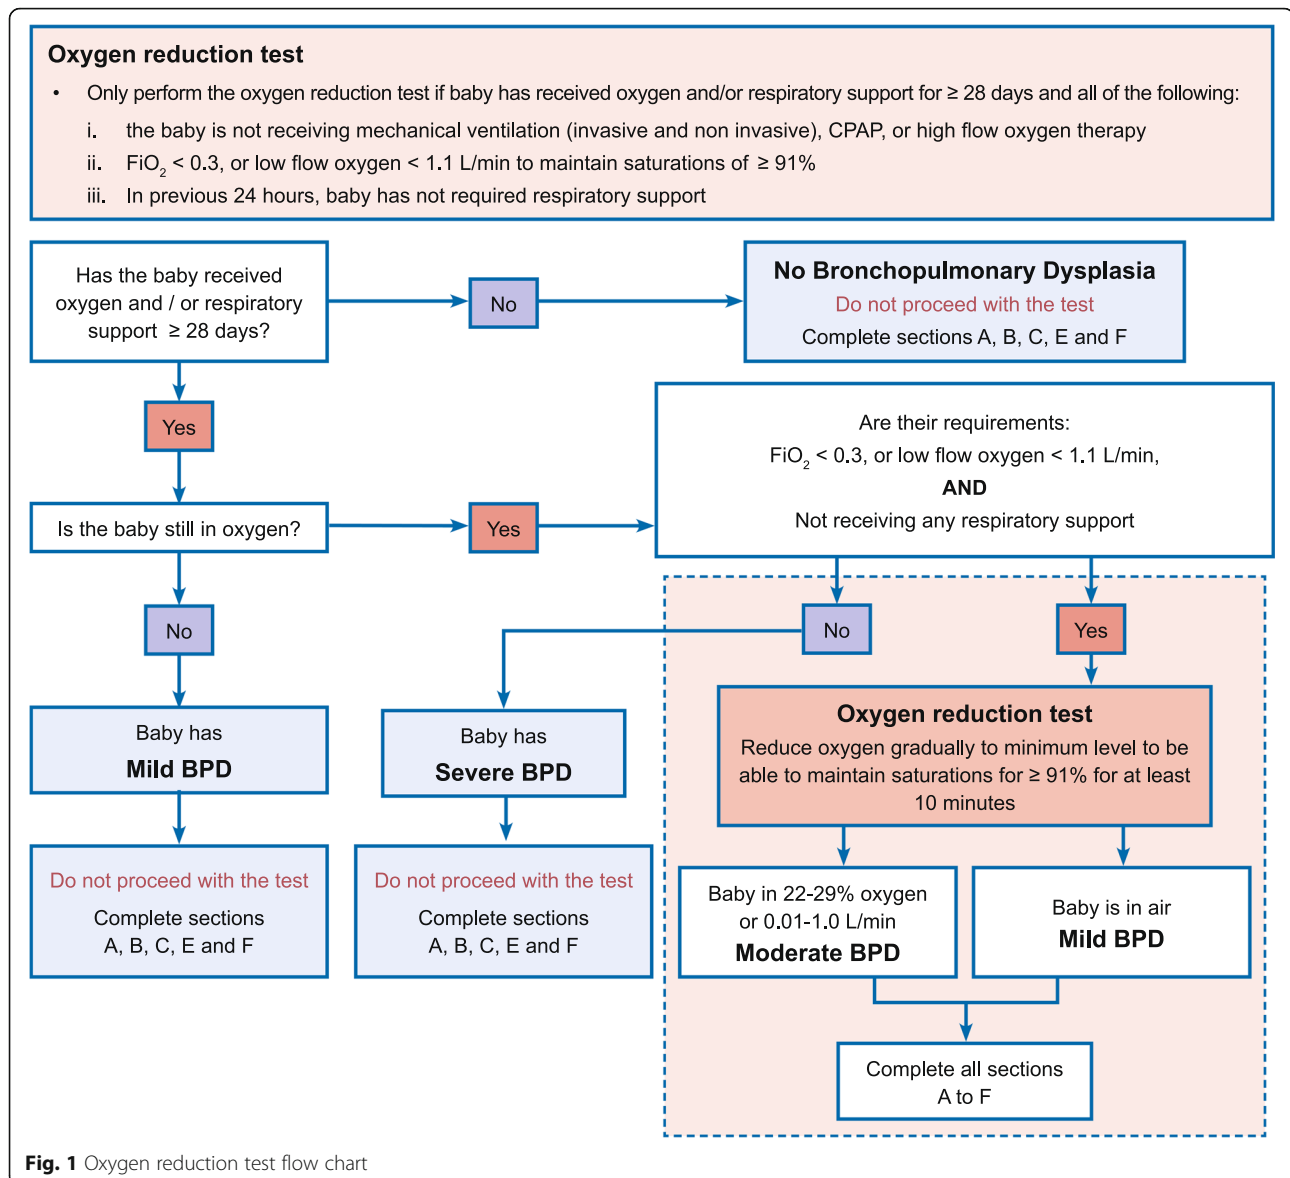 Oxygen reduction test
• Only perform the oxygen reduction test if baby has received oxygen and/or respiratory support for ≥ 28 days and all of the following:
i. the baby is not receiving mechanical ventilation (invasive and non invasive), CPAP, or high flow oxygen therapy
ii. FiO₂ < 0.3, or low flow oxygen < 1.1 L/min to maintain saturations of ≥ 91%
iii. In previous 24 hours, baby has not required respiratory support
Has the baby received
oxygen and / or respiratory
support ≥ 28 days?
No
No Bronchopulmonary Dysplasia
Do not proceed with the test
Complete sections A, B, C, E and F
Yes
Is the baby still in oxygen?
Yes
Are their requirements:
FiO₂ < 0.3, or low flow oxygen < 1.1 L/min,
AND
Not receiving any respiratory support
No
No
Yes
Baby has
Mild BPD
Baby has
Severe BPD
Oxygen reduction test
Reduce oxygen gradually to minimum level to be
able to maintain saturations for ≥ 91% for at least
10 minutes
Do not proceed with the test
Complete sections
A, B, C, E and F
Do not proceed with the test
Complete sections
A, B, C, E and F
Baby in 22-29% oxygen
or 0.01-1.0 L/min
Moderate BPD
Baby is in air
Mild BPD
Complete all sections
A to F
Fig. 1 Oxygen reduction test flow chart